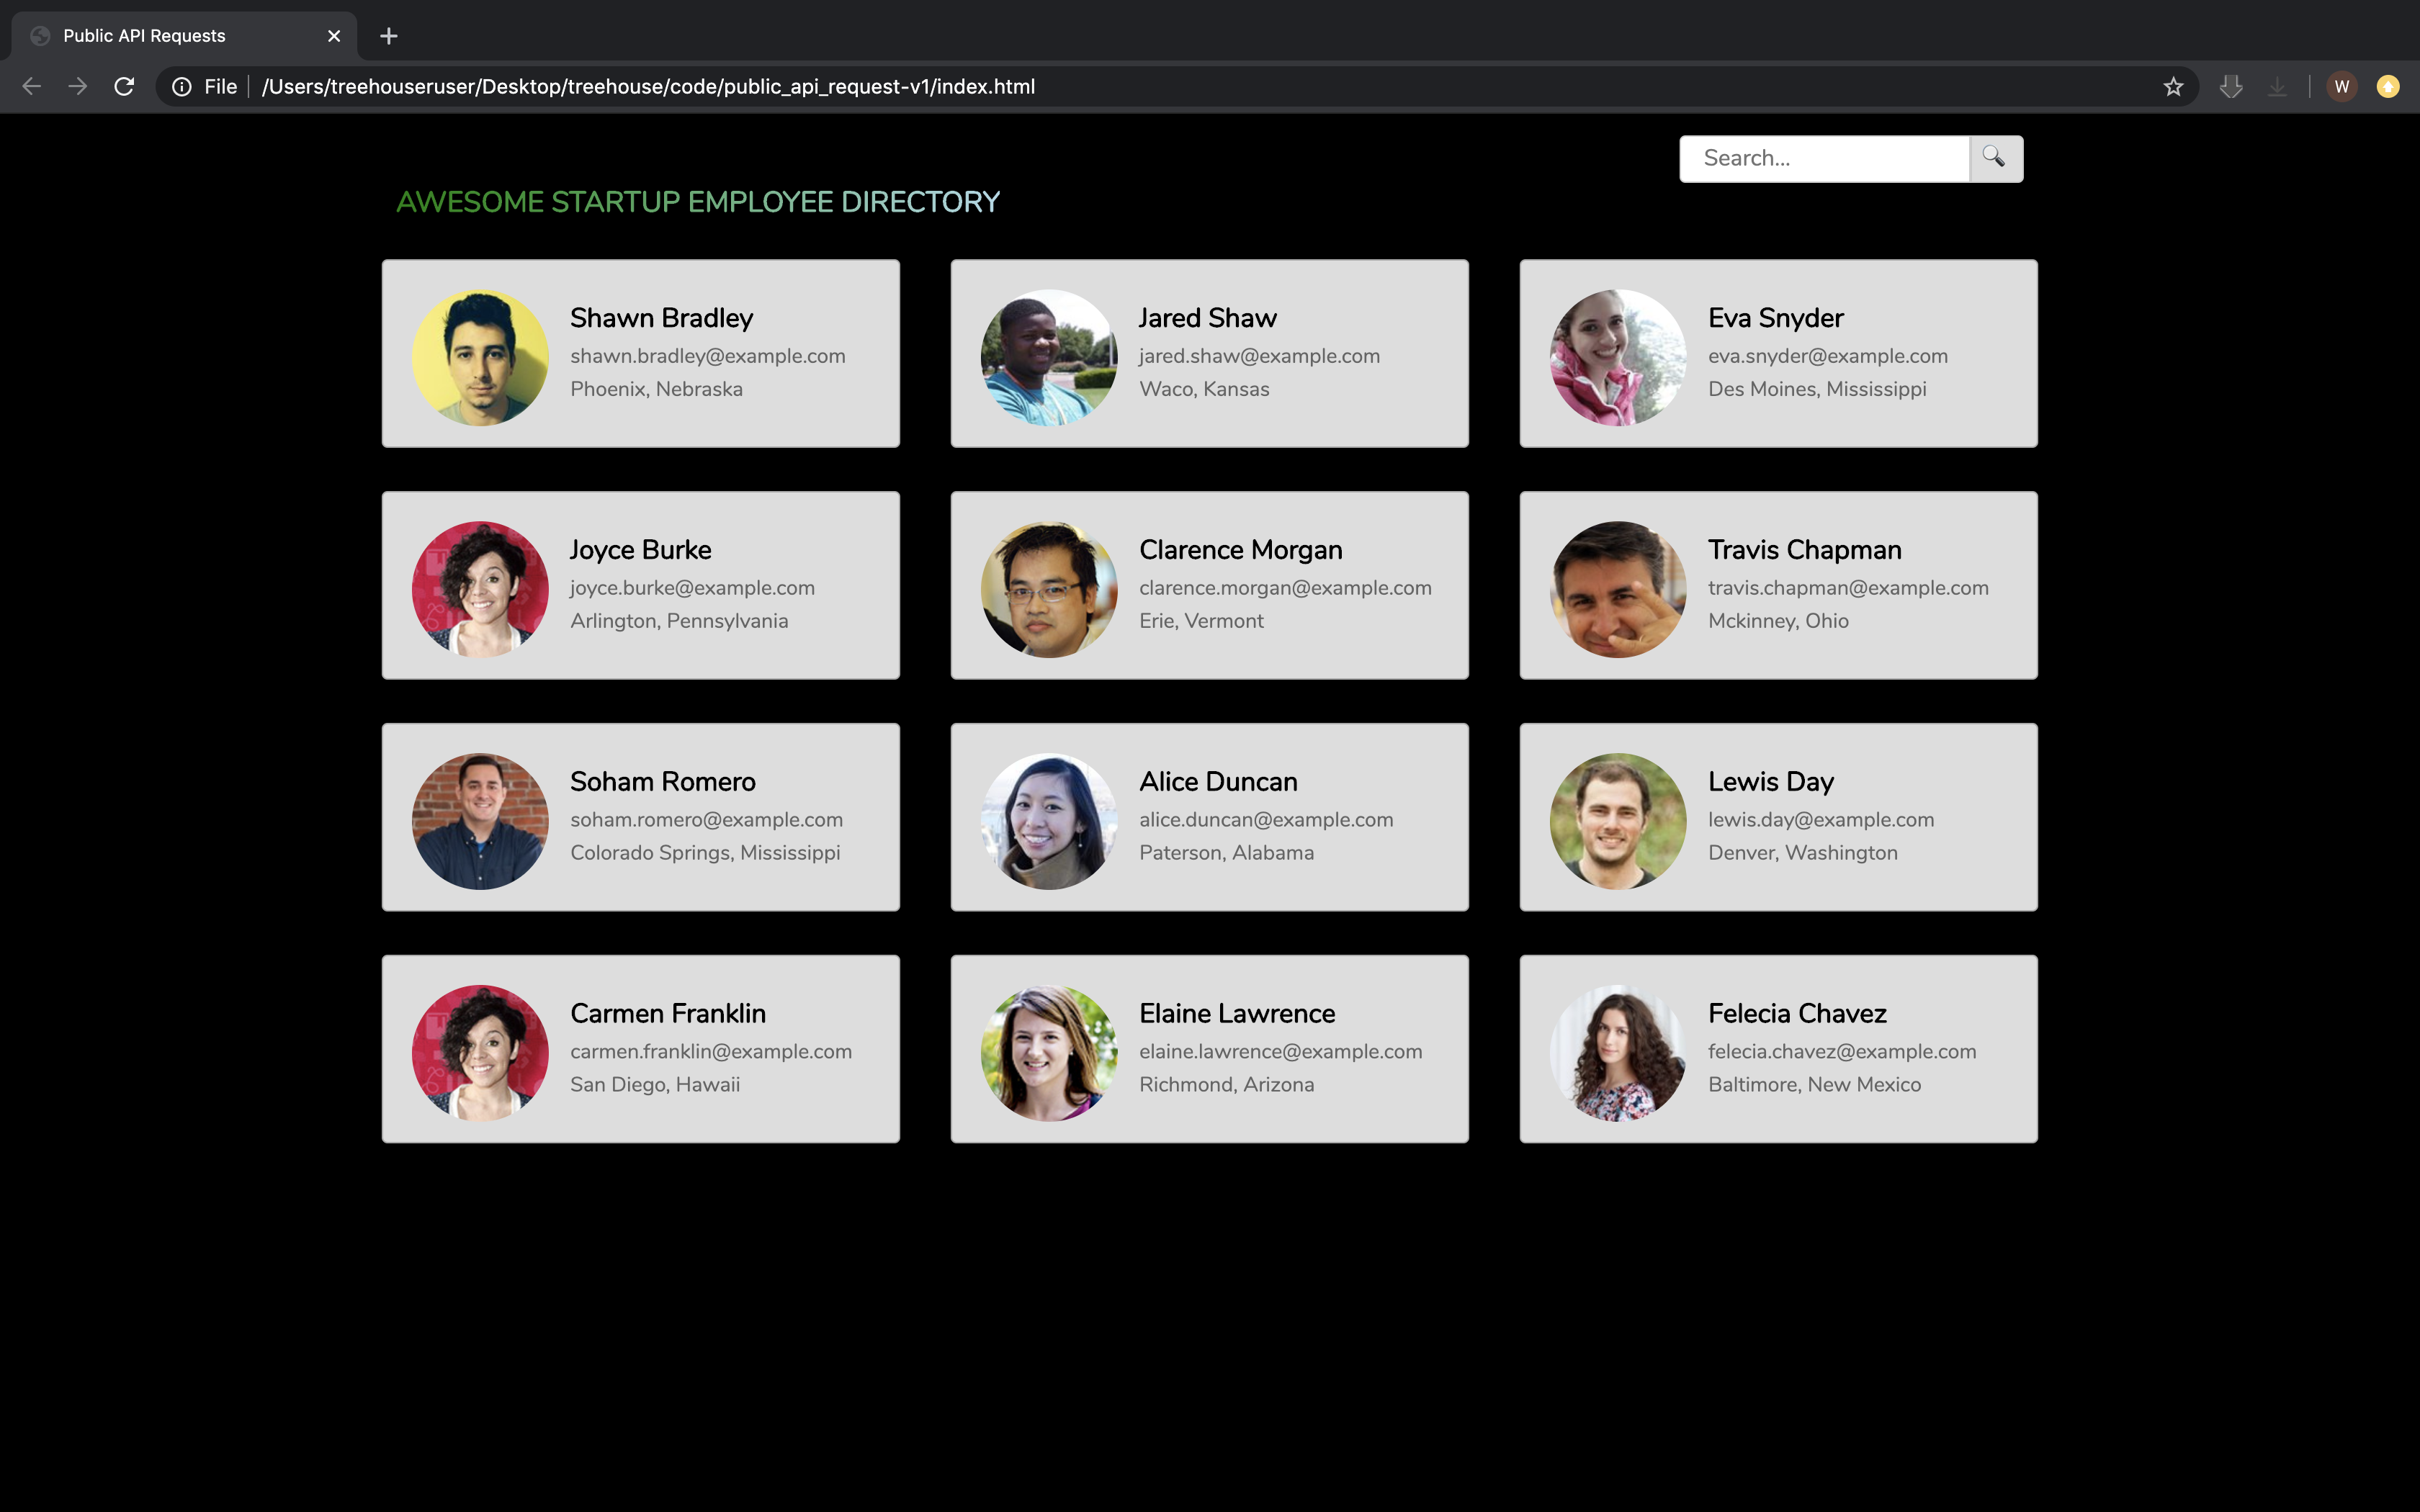 Public API Requests
File /Users/treehouseruser/Desktop/treehouse/code/public_api_request-v1/index.html
W
Search...
AWESOME STARTUP EMPLOYEE DIRECTORY
Shawn Bradley
shawn.bradley@example.com
Phoenix, Nebraska
Jared Shaw
jared.shaw@example.com
Waco, Kansas
Eva Snyder
eva.snyder@example.com
Des Moines, Mississippi
Joyce Burke
joyce.burke@example.com
Arlington, Pennsylvania
Clarence Morgan
clarence.morgan@example.com
Erie, Vermont
Travis Chapman
travis.chapman@example.com
Mckinney, Ohio
Soham Romero
soham.romero@example.com
Colorado Springs, Mississippi
Alice Duncan
alice.duncan@example.com
Paterson, Alabama
Lewis Day
lewis.day@example.com
Denver, Washington
Carmen Franklin
carmen.franklin@example.com
San Diego, Hawaii
Elaine Lawrence
elaine.lawrence@example.com
Richmond, Arizona
Felecia Chavez
felecia.chavez@example.com
Baltimore, New Mexico